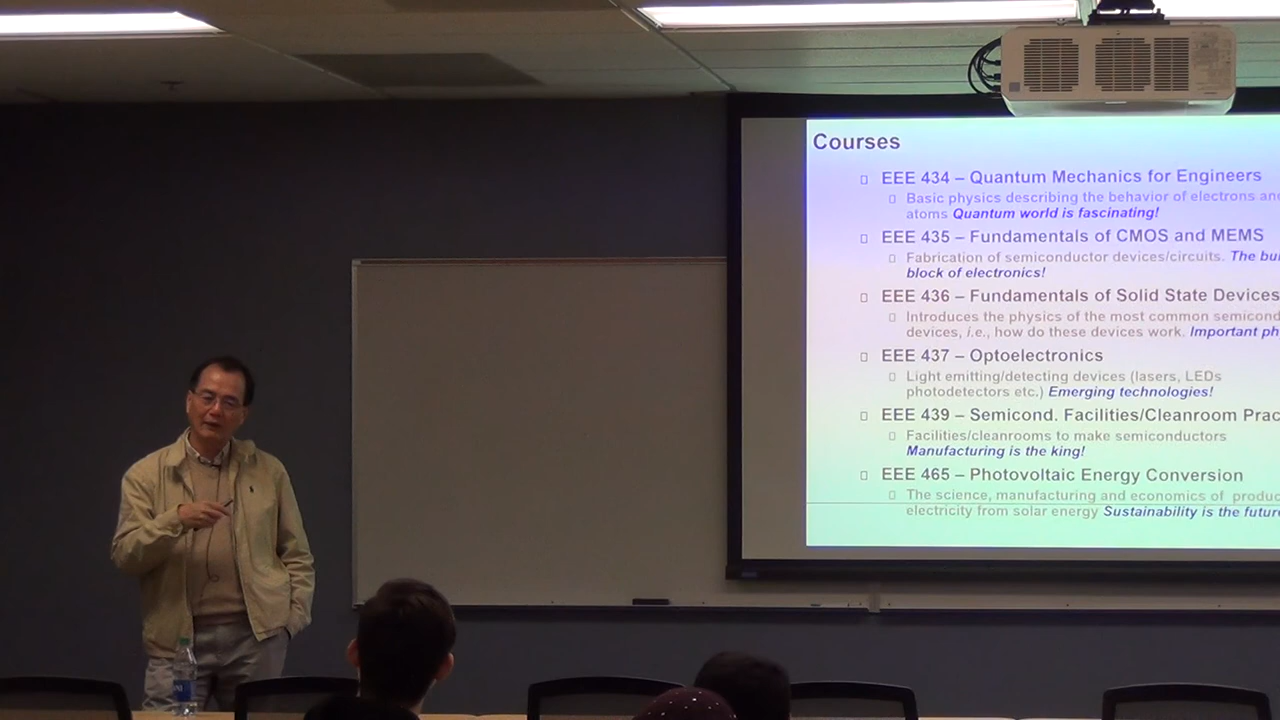 Courses
EEE 434 – Quantum Mechanics for Engineers
Basic physics describing the behavior of electrons and
atoms Quantum world is fascinating!
EEE 435 – Fundamentals of CMOS and MEMS
Fabrication of semiconductor devices/circuits. The
block of electronics!
EEE 436 – Fundamentals of Solid State Devices
Introduces the physics of the most common
devices, i.e., how do these devices work. Important
EEE 437 – Optoelectronics
Light emitting/detecting devices (lasers, LEDs
photodetectors etc.) Emerging technologies!
EEE 439 – Semicond. Facilities/Cleanroom
Facilities/cleanrooms to make semiconductors
Manufacturing is the king!
EEE 465 – Photovoltaic Energy Conversion
The science, manufacturing and economics of
electricity from solar energy Sustainability is the future